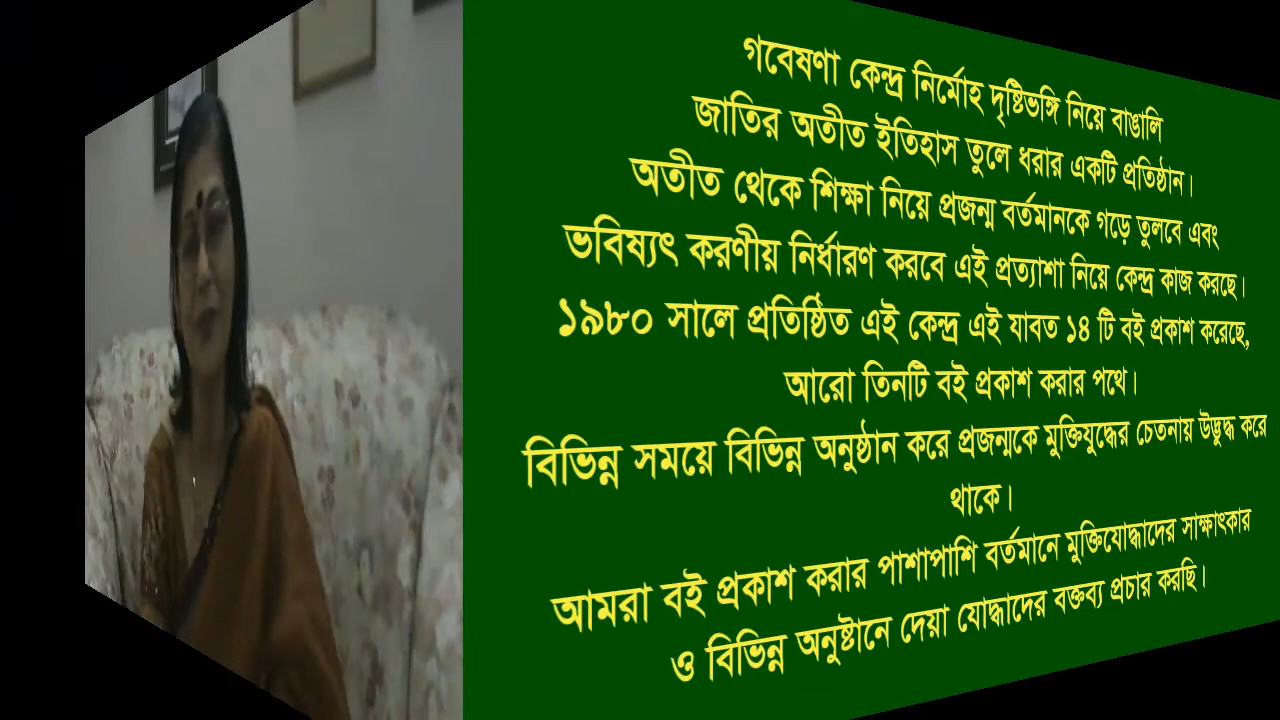 গবেষণা কেন্দ্র নির্মোহ দৃষ্টিভঙ্গি নিয়ে বাঙালি
জাতির অতীত ইতিহাস তুলে ধরার একটি প্রতিষ্ঠান।
অতীত থেকে শিক্ষা নিয়ে প্রজন্ম বর্তমানকে গড়ে তুলবে এবং
ভবিষ্যৎ করণীয় নির্ধারণ করবে এই প্রত্যাশা নিয়ে কেন্দ্র কাজ করছে।
১৯৮০ সালে প্রতিষ্ঠিত এই কেন্দ্র এই যাবত ১৪ টি বই প্রকাশ করেছে,
আরো তিনটি বই প্রকাশ করার পথে।
বিভিন্ন সময়ে বিভিন্ন অনুষ্ঠান করে প্রজন্মকে মুক্তিযুদ্ধের চেতনায় উদ্ভুদ্ধ করে
থাকে।
আমরা বই প্রকাশ করার পাশাপাশি বর্তমানে মুক্তিযোদ্ধাদের সাক্ষাৎকার
ও বিভিন্ন অনুষ্টানে দেয়া যোদ্ধাদের বক্তব্য প্রচার করছি।